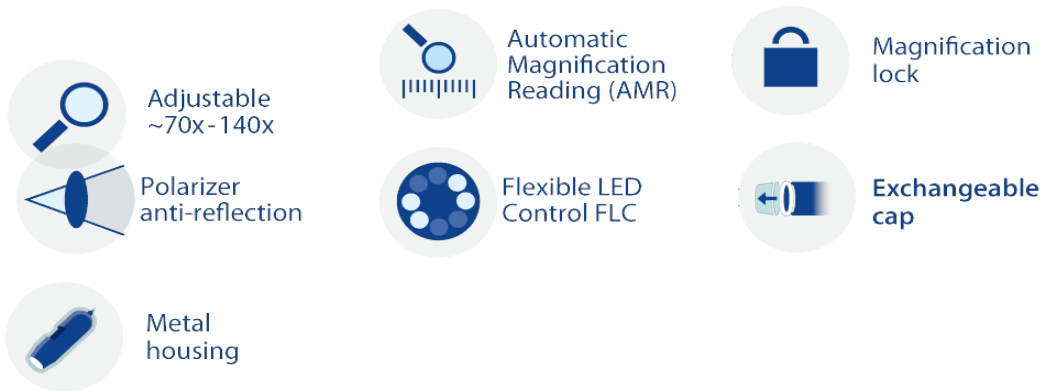 Adjustable
~70x-140x
Polarizer
anti-reflection
Metal
housing
Automatic
Magnification
Reading (AMR)
Flexible LED
Control FLC
Magnification
lock
Exchangeable
cap